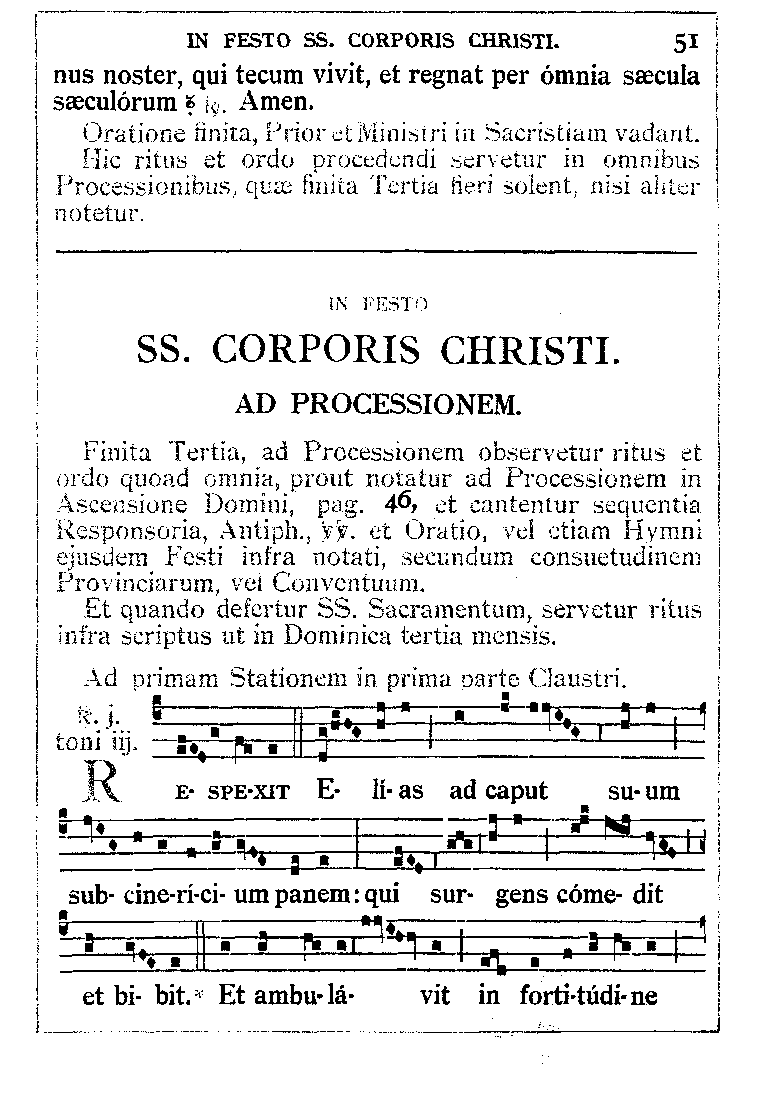 IN FESTO SS. CORPORIS CHRISTI. 51
nus noster, qui tecum vivit, et regnat per ómnia sæcula
sæculórum ℟. Amen.
Oratione finita, Prior et Ministri in Sacristiam vadant.
Hic ritus et ordo procedendi servetur in omnibus
Processionibus, quæ finita Tertia fieri solent, nisi aliter
notetur.
IN FESTO
SS. CORPORIS CHRISTI.
AD PROCESSIONEM.
Finita Tertia, ad Processionem observetur ritus et
ordo quoad omnia, prout notatur ad Processionem in
Ascensione Domini, pag. 46, et cantentur sequentia
Responsoria, Antiph., ℣℣. et Oratio, vel etiam Hymni
ejusdem Festi infra notati, secundum consuetudinem
Provinciarum, vel Conventuum.
Et quando defertur SS. Sacramentum, servetur ritus
infra scriptus ut in Dominica tertia mensis.
Ad primam Stationem in prima parte Claustri.
℟. j.
toni iij.
RE- SPE-XIT E- lí-as ad caput su-um
sub- cine-rí-ci- um panem: qui sur- gens cóme- dit
et bi- bit.* Et ambu-lá- vit in forti-túdi-ne